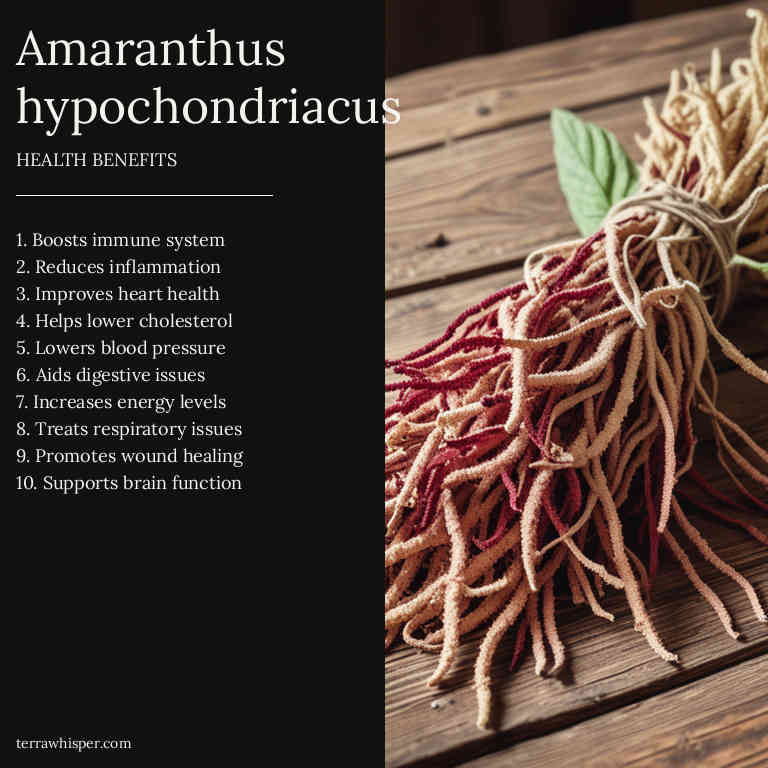 Amaranthus
hypochondriacus
HEALTH BENEFITS
1. Boosts immune system
2. Reduces inflammation
3. Improves heart health
4. Helps lower cholesterol
5. Lowers blood pressure
6. Aids digestive issues
7. Increases energy levels
8. Treats respiratory issues
9. Promotes wound healing
10. Supports brain function
terrawhisper.com